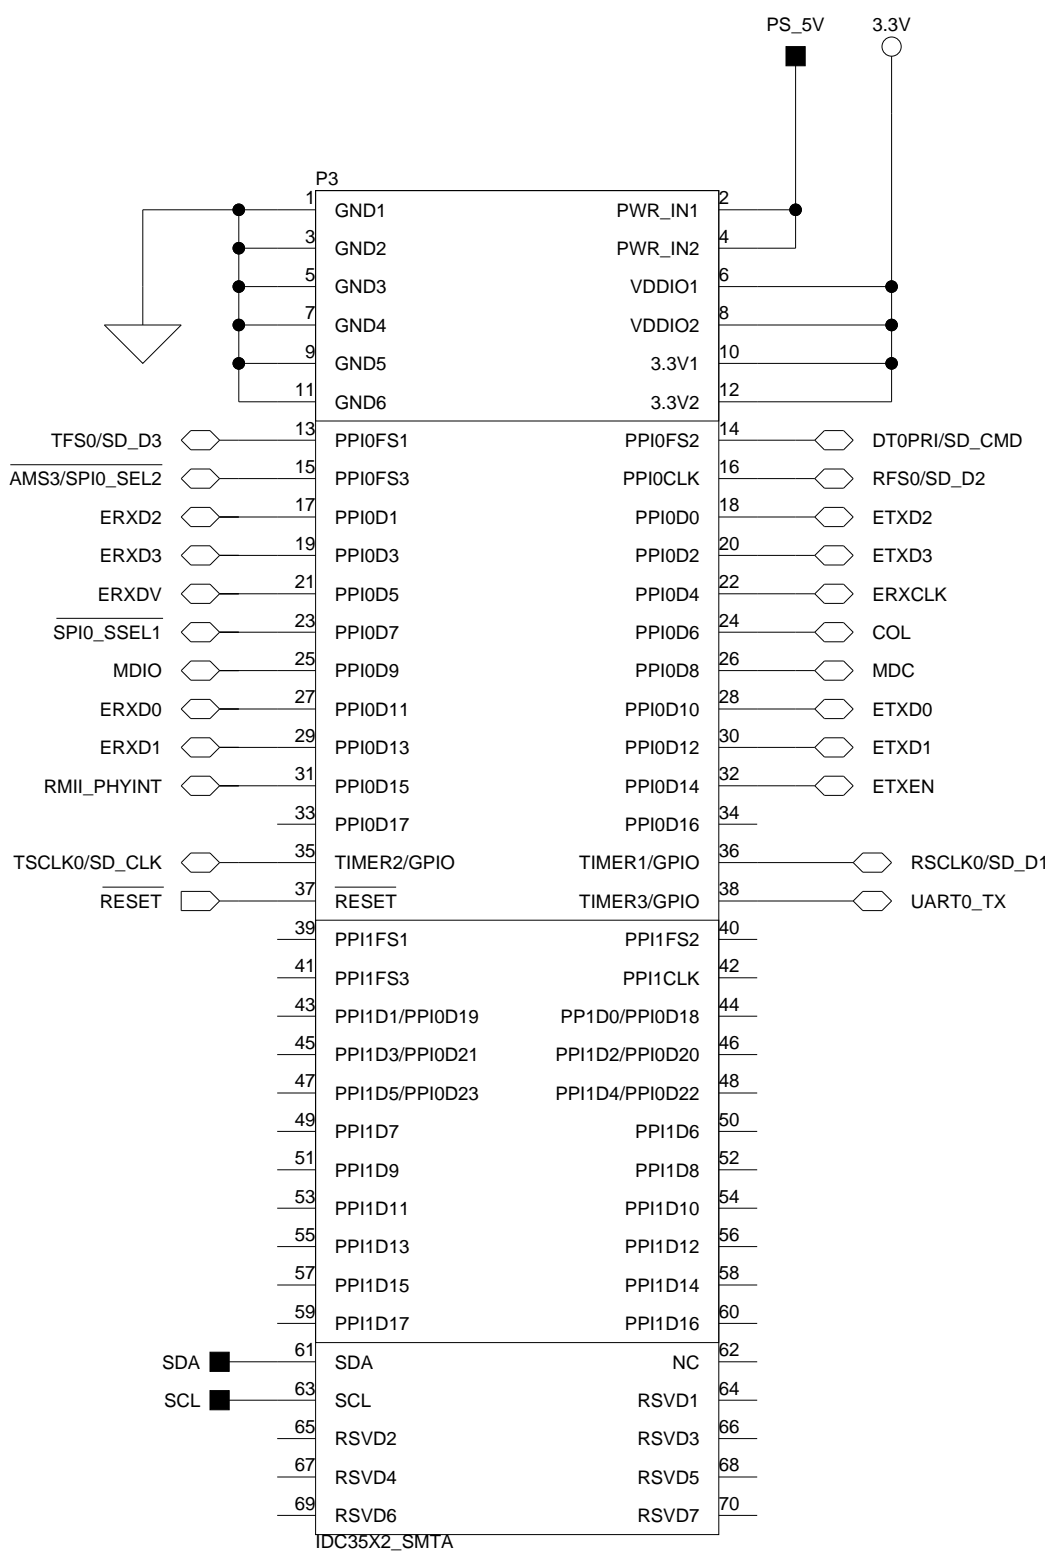 PS_5V 3.3V
P3
1 GND1 PWR_IN1 2
3 GND2 PWR_IN2 4
5 GND3 VDDIO1 6
7 GND4 VDDIO2 8
9 GND5 3.3V1 10
11 GND6 3.3V2 12
TFS0/SD_D3 13 PPI0FS1 PPI0FS2 14 DT0PRI/SD_CMD
AMS3/SPI0_SEL2 15 PPI0FS3 PPI0CLK 16 RFS0/SD_D2
ERXD2 17 PPI0D1 PPI0D0 18 ETXD2
ERXD3 19 PPI0D3 PPI0D2 20 ETXD3
ERXDV 21 PPI0D5 PPI0D4 22 ERXCLK
SPI0_SSEL1 23 PPI0D7 PPI0D6 24 COL
MDIO 25 PPI0D9 PPI0D8 26 MDC
ERXD0 27 PPI0D11 PPI0D10 28 ETXD0
ERXD1 29 PPI0D13 PPI0D12 30 ETXD1
RMII_PHYINT 31 PPI0D15 PPI0D14 32 ETXEN
33 PPI0D17 PPI0D16 34
TSCLK0/SD_CLK 35 TIMER2/GPIO TIMER1/GPIO 36 RSCLK0/SD_D1
RESET 37 RESET TIMER3/GPIO 38 UART0_TX
39 PPI1FS1 PPI1FS2 40
41 PPI1FS3 PPI1CLK 42
43 PPI1D1/PPI0D19 PP1D0/PPI0D18 44
45 PPI1D3/PPI0D21 PPI1D2/PPI0D20 46
47 PPI1D5/PPI0D23 PPI1D4/PPI0D22 48
49 PPI1D7 PPI1D6 50
51 PPI1D9 PPI1D8 52
53 PPI1D11 PPI1D10 54
55 PPI1D13 PPI1D12 56
57 PPI1D15 PPI1D14 58
59 PPI1D17 PPI1D16 60
SDA 61 SDA NC 62
SCL 63 SCL RSVD1 64
65 RSVD2 RSVD3 66
67 RSVD4 RSVD5 68
69 RSVD6 RSVD7 70
IDC35X2_SMTA